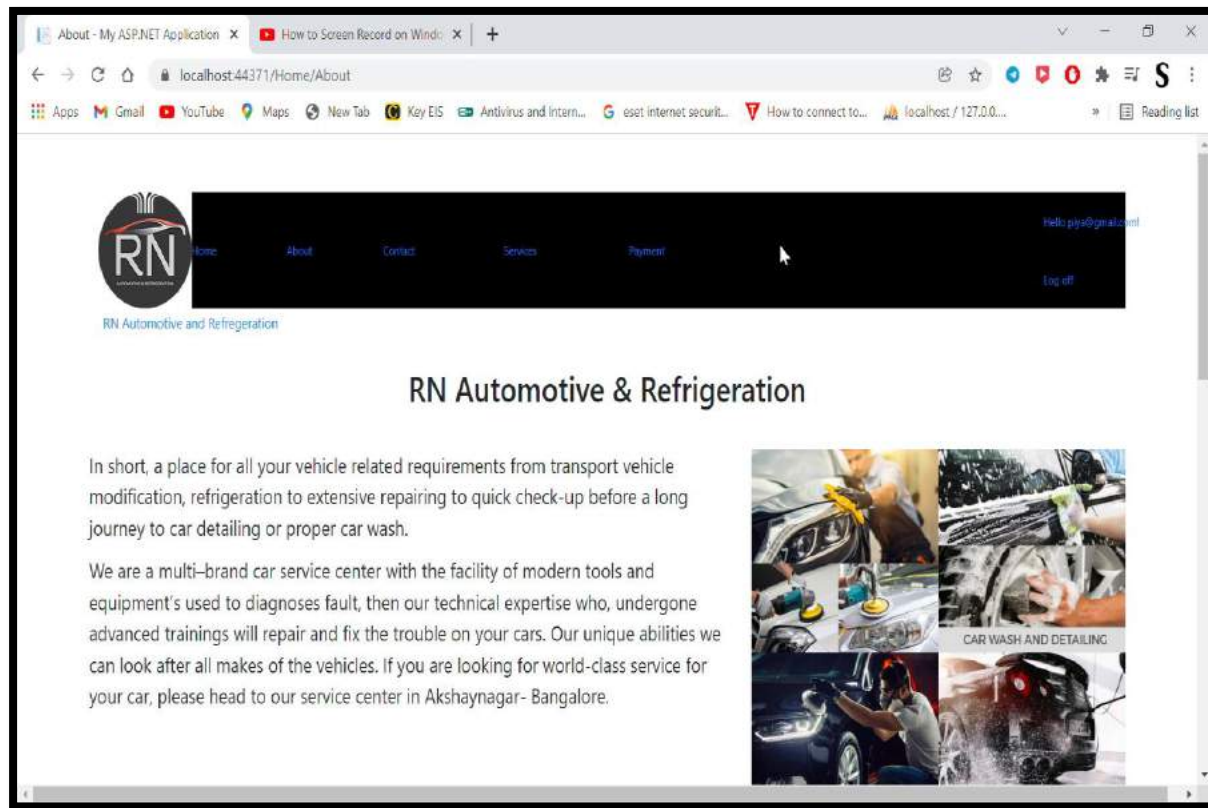 About - My ASP.NET Application
How to Screen Record on Windo
localhost:44371/Home/About
Apps Gmail YouTube Maps New Tab Key EIS Antivirus and Intern... eset internet securit... How to connect to... localhost / 127.0.0.... » Reading list
RN
Hello piya@gmail.com!
Home About Contact Services Payment
Log off
RN Automotive and Refregeration
RN Automotive & Refrigeration
In short, a place for all your vehicle related requirements from transport vehicle
modification, refrigeration to extensive repairing to quick check-up before a long
journey to car detailing or proper car wash.
We are a multi–brand car service center with the facility of modern tools and
equipment's used to diagnoses fault, then our technical expertise who, undergone
advanced trainings will repair and fix the trouble on your cars. Our unique abilities we
can look after all makes of the vehicles. If you are looking for world-class service for
your car, please head to our service center in Akshaynagar- Bangalore.
CAR WASH AND DETAILING